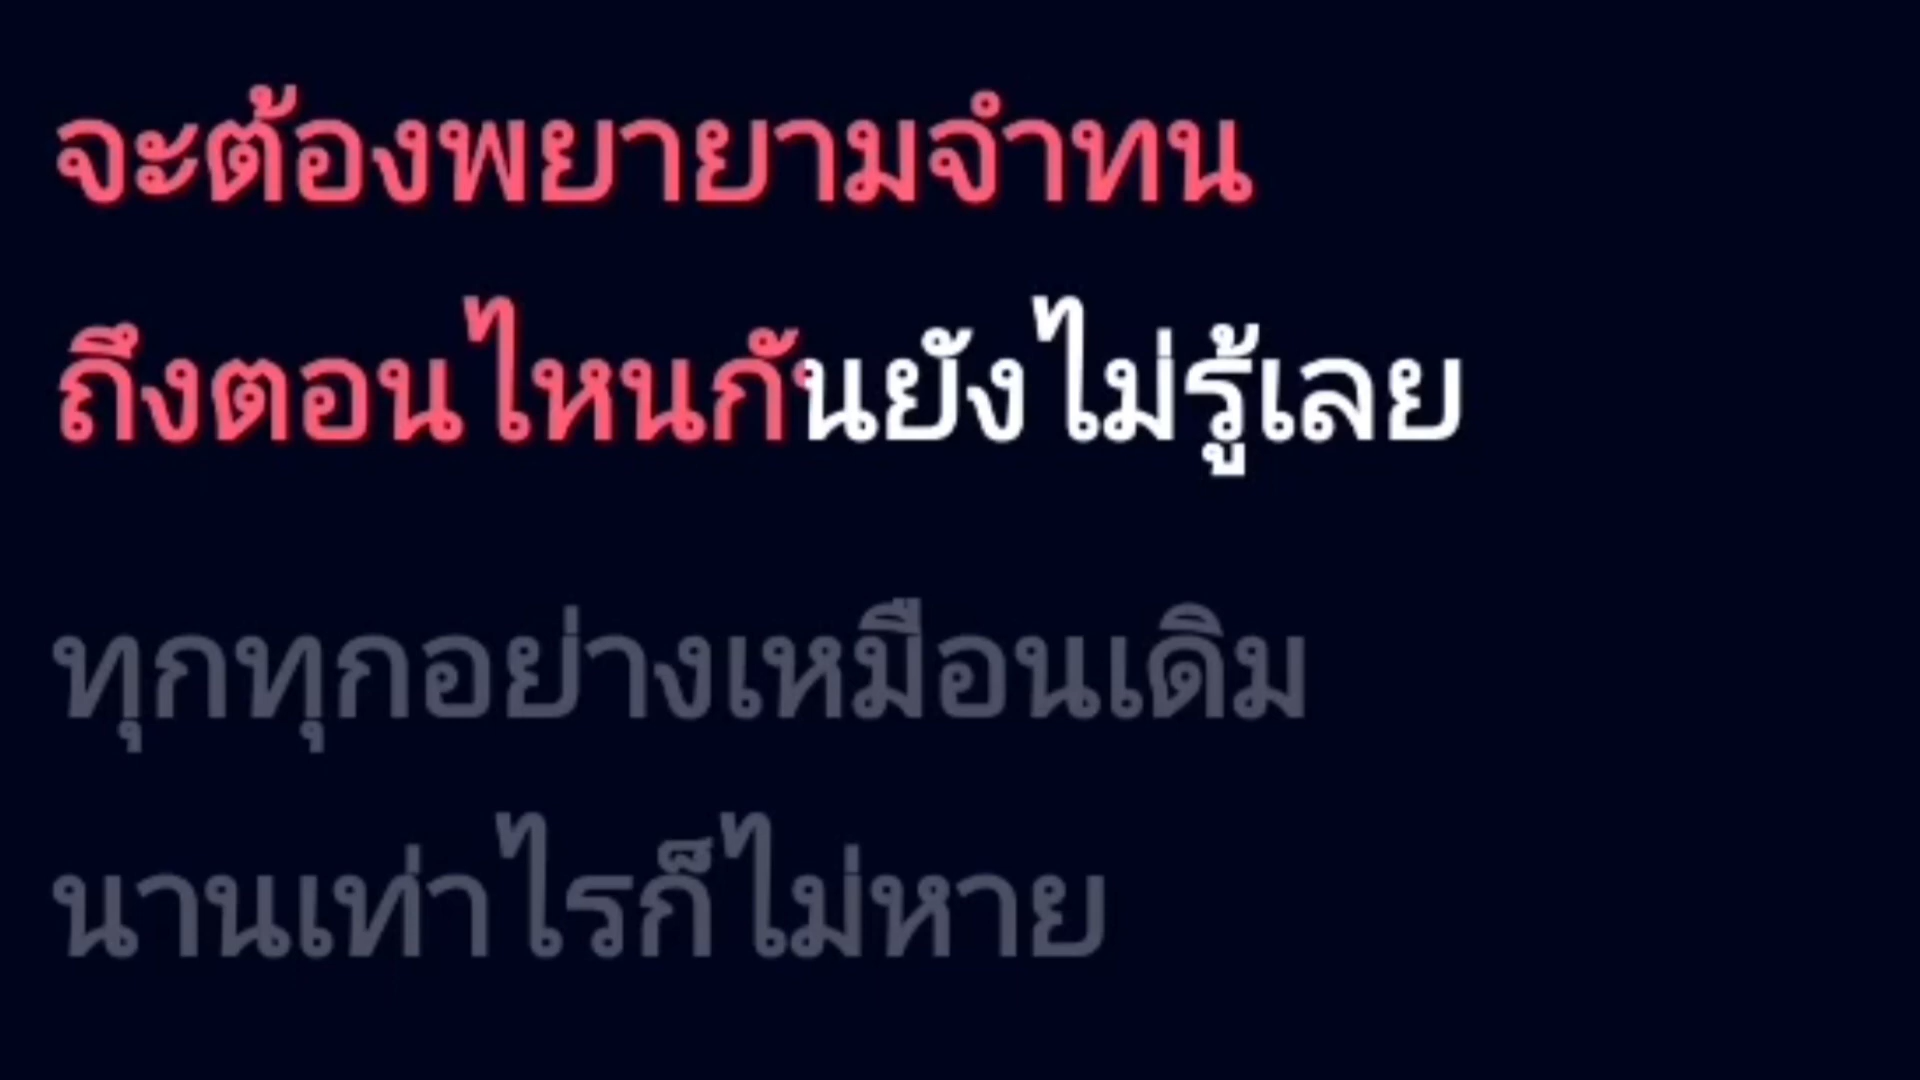 จะต้องพยายามจำทน
ถึงตอนไหนกันยังไม่รู้เลย
ทุกทุกอย่างเหมือนเดิม
นานเท่าไรก็ไม่หาย